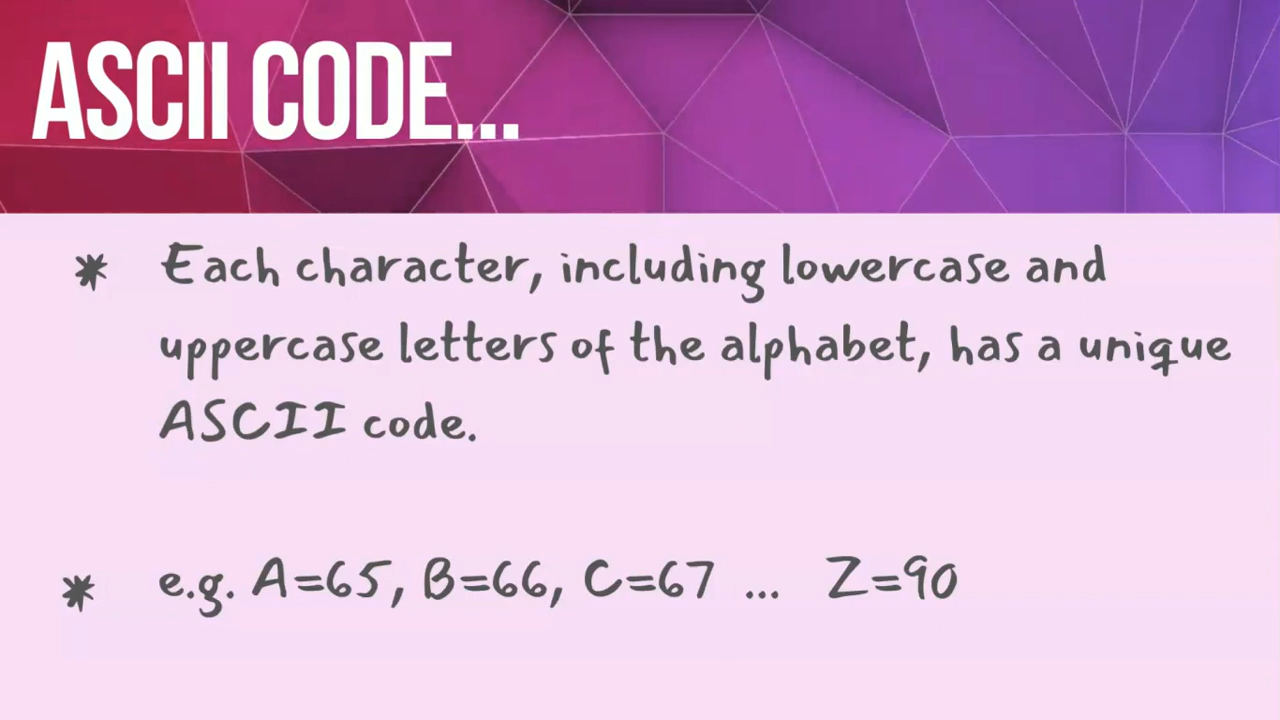 ASCII CODE...
* Each character, including lowercase and
uppercase letters of the alphabet, has a unique
ASCII code.
* e.g. A=65, B=66, C=67 ... Z=90